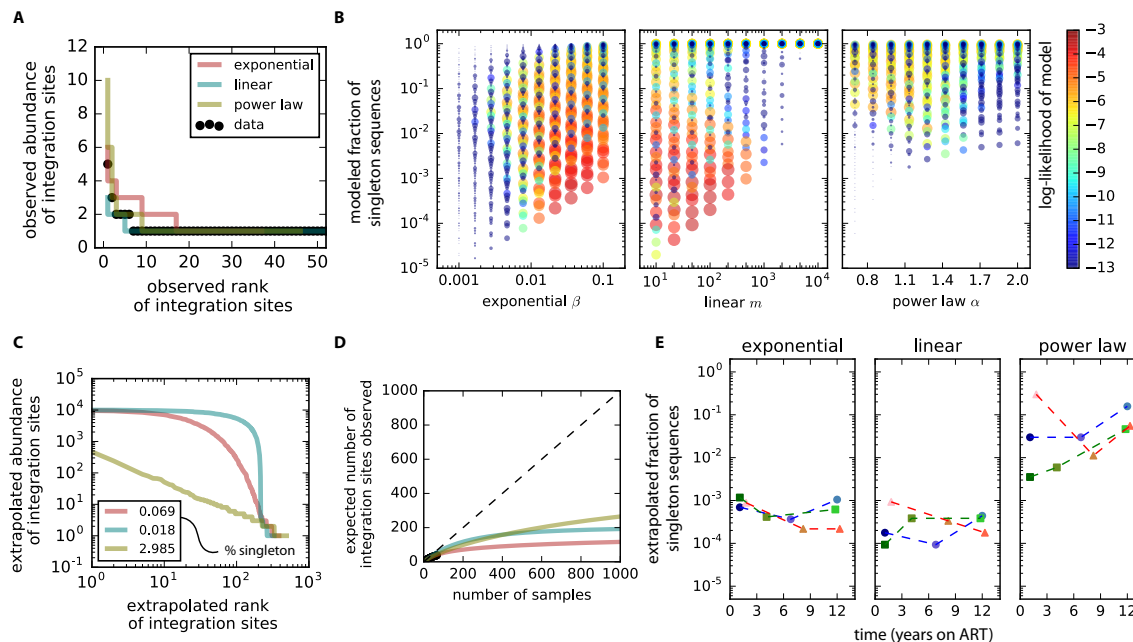 A
observed abundance
of integration sites
12
10
8
6
4
2
0
0 10 20 30 40 50
observed rank
of integration sites
exponential
linear
power law
data
B
modeled fraction of
singleton sequences
10^0
10^-1
10^-2
10^-3
10^-4
10^-5
0.001 0.01 0.1
exponential β
10^1 10^2 10^3 10^4
linear m
0.8 1.1 1.4 1.7 2.0
power law α
log-likelihood of model
−3
−4
−5
−6
−7
−8
−9
−10
−11
−12
−13
C
extrapolated abundance
of integration sites
10^5
10^4
10^3
10^2
10^1
10^0
10^-1
10^0 10^1 10^2 10^3
extrapolated rank
of integration sites
0.069
0.018
2.985
% singleton
D
expected number of
integration sites observed
1000
800
600
400
200
0
0 200 400 600 800 1000
number of samples
E
exponential linear power law
extrapolated fraction of
singleton sequences
10^0
10^-1
10^-2
10^-3
10^-4
10^-5
0 3 6 9 12
0 3 6 9 12
0 3 6 9 12
time (years on ART)